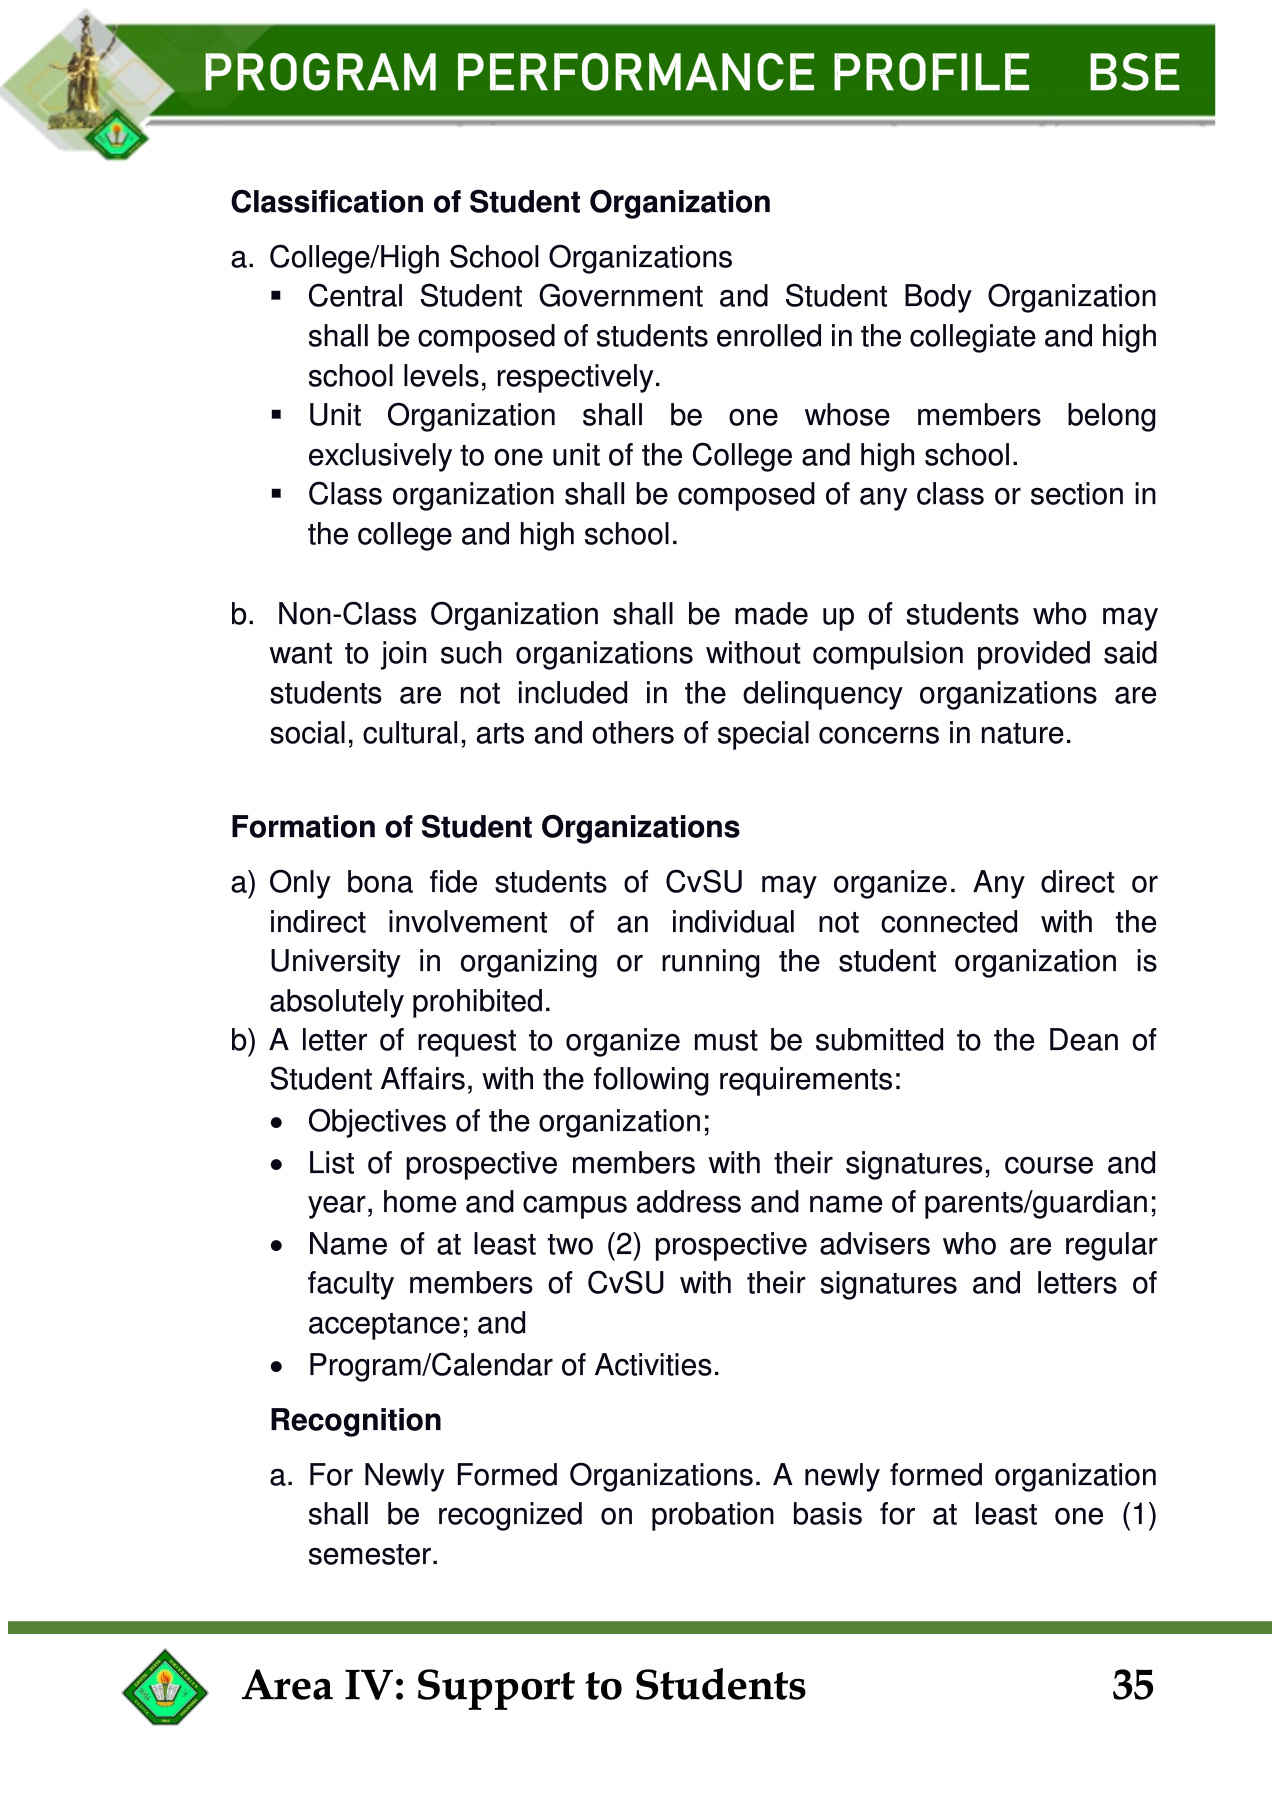 PROGRAM PERFORMANCE PROFILE BSE
Classification of Student Organization
a. College/High School Organizations
▪ Central Student Government and Student Body Organization
shall be composed of students enrolled in the collegiate and high
school levels, respectively.
▪ Unit Organization shall be one whose members belong
exclusively to one unit of the College and high school.
▪ Class organization shall be composed of any class or section in
the college and high school.
b. Non-Class Organization shall be made up of students who may
want to join such organizations without compulsion provided said
students are not included in the delinquency organizations are
social, cultural, arts and others of special concerns in nature.
Formation of Student Organizations
a) Only bona fide students of CvSU may organize. Any direct or
indirect involvement of an individual not connected with the
University in organizing or running the student organization is
absolutely prohibited.
b) A letter of request to organize must be submitted to the Dean of
Student Affairs, with the following requirements:
• Objectives of the organization;
• List of prospective members with their signatures, course and
year, home and campus address and name of parents/guardian;
• Name of at least two (2) prospective advisers who are regular
faculty members of CvSU with their signatures and letters of
acceptance; and
• Program/Calendar of Activities.
Recognition
a. For Newly Formed Organizations. A newly formed organization
shall be recognized on probation basis for at least one (1)
semester.
Area IV: Support to Students 35